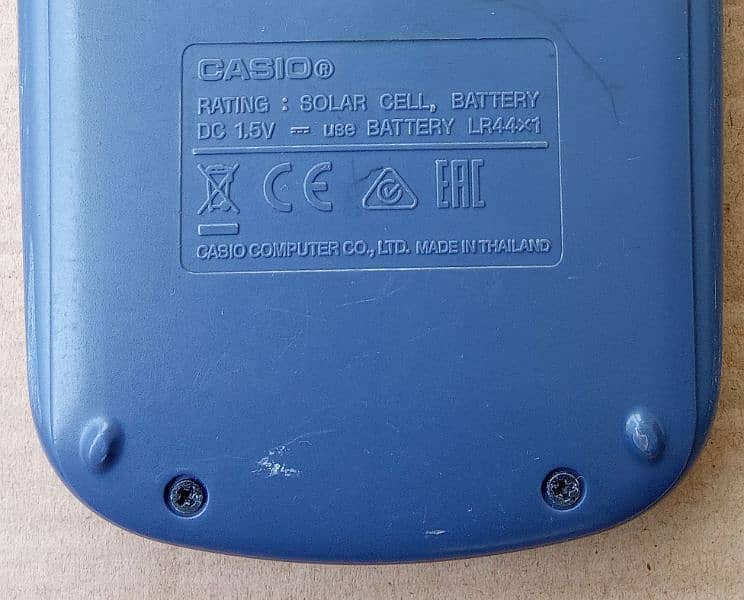 CASIO®
RATING : SOLAR CELL, BATTERY
DC 1.5V ⎓ use BATTERY LR44×1
CE EAC
CASIO COMPUTER CO., LTD. MADE IN THAILAND